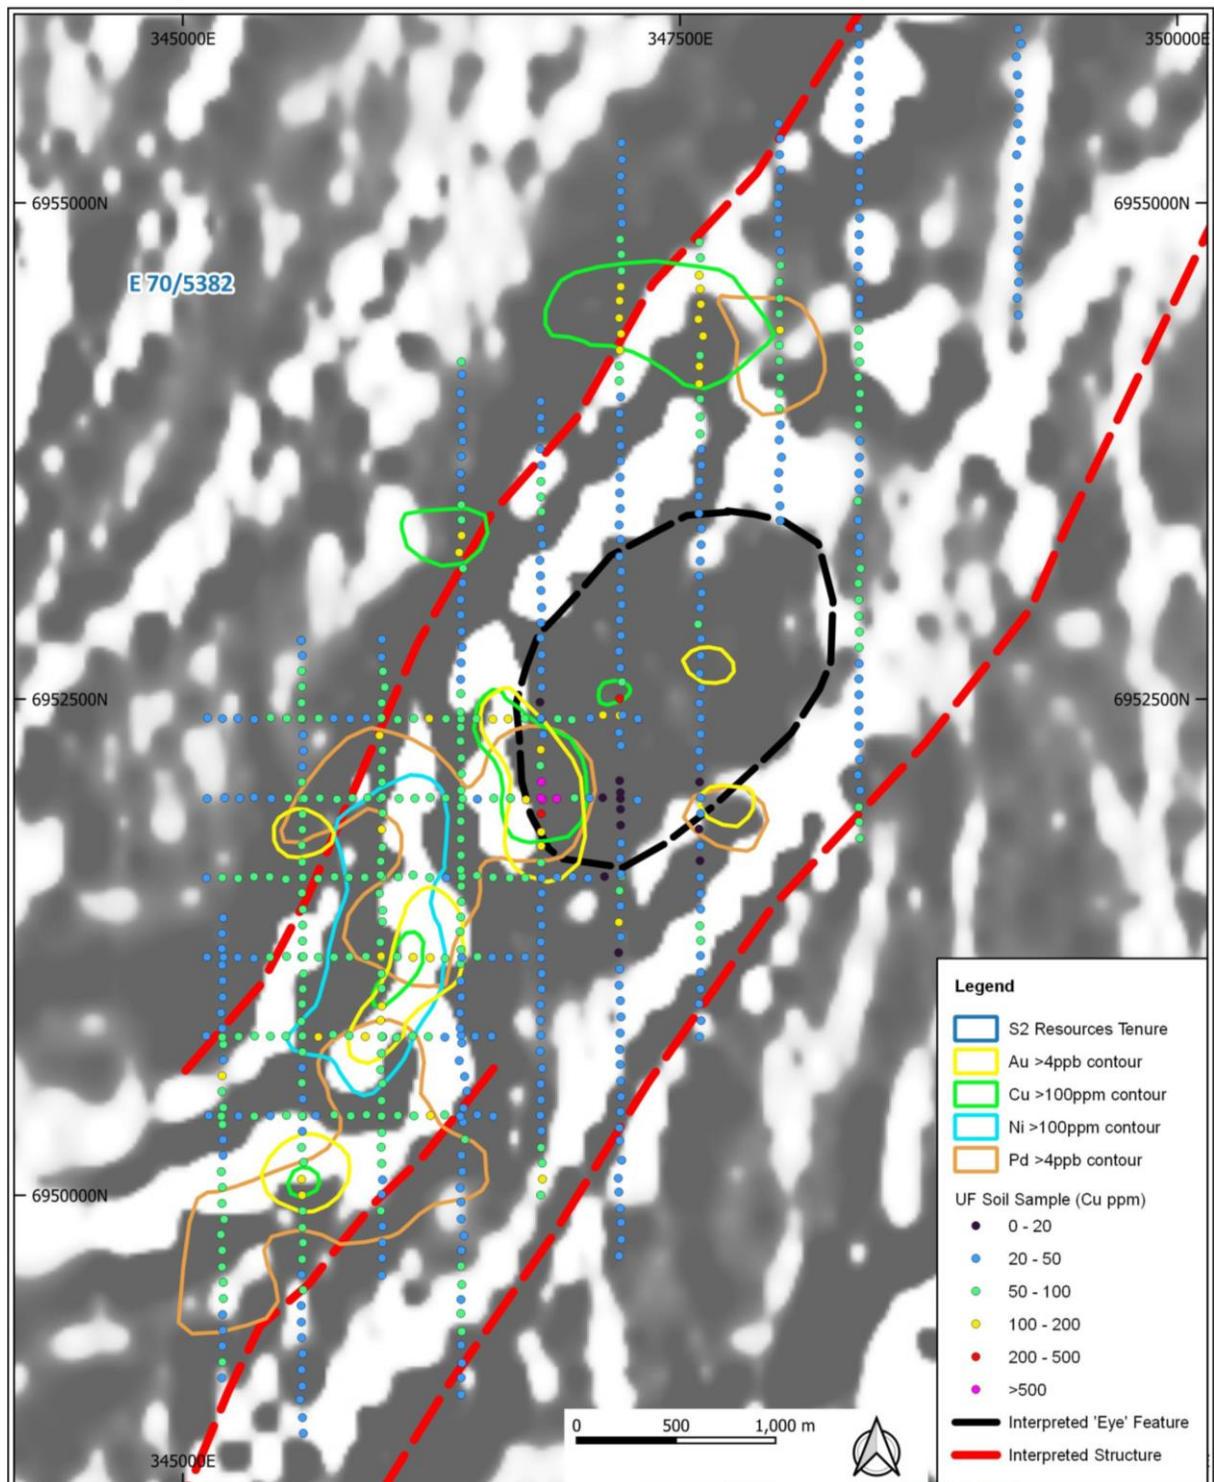 345000E 347500E 350000E
6955000N 6955000N
E 70/5382
6952500N 6952500N
6950000N
345000E
Legend
S2 Resources Tenure
Au >4ppb contour
Cu >100ppm contour
Ni >100ppm contour
Pd >4ppb contour
UF Soil Sample (Cu ppm)
0 - 20
20 - 50
50 - 100
100 - 200
200 - 500
>500
Interpreted 'Eye' Feature
Interpreted Structure
0 500 1,000 m